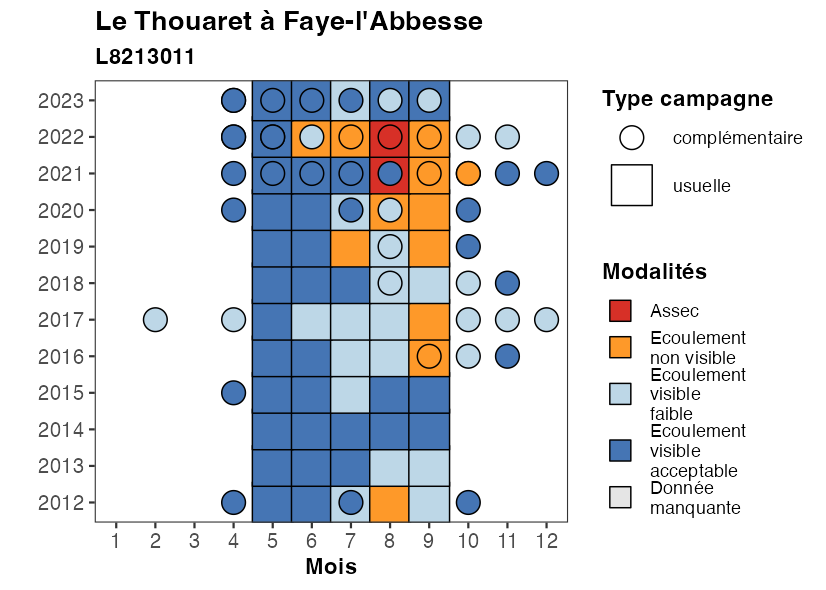 Le Thouaret à Faye-l'Abbesse
L8213011
2023
2022
2021
2020
2019
2018
2017
2016
2015
2014
2013
2012
1 2 3 4 5 6 7 8 9 10 11 12
Mois
Type campagne
complémentaire
usuelle
Modalités
Assec
Ecoulement
non visible
Ecoulement
visible
faible
Ecoulement
visible
acceptable
Donnée
manquante